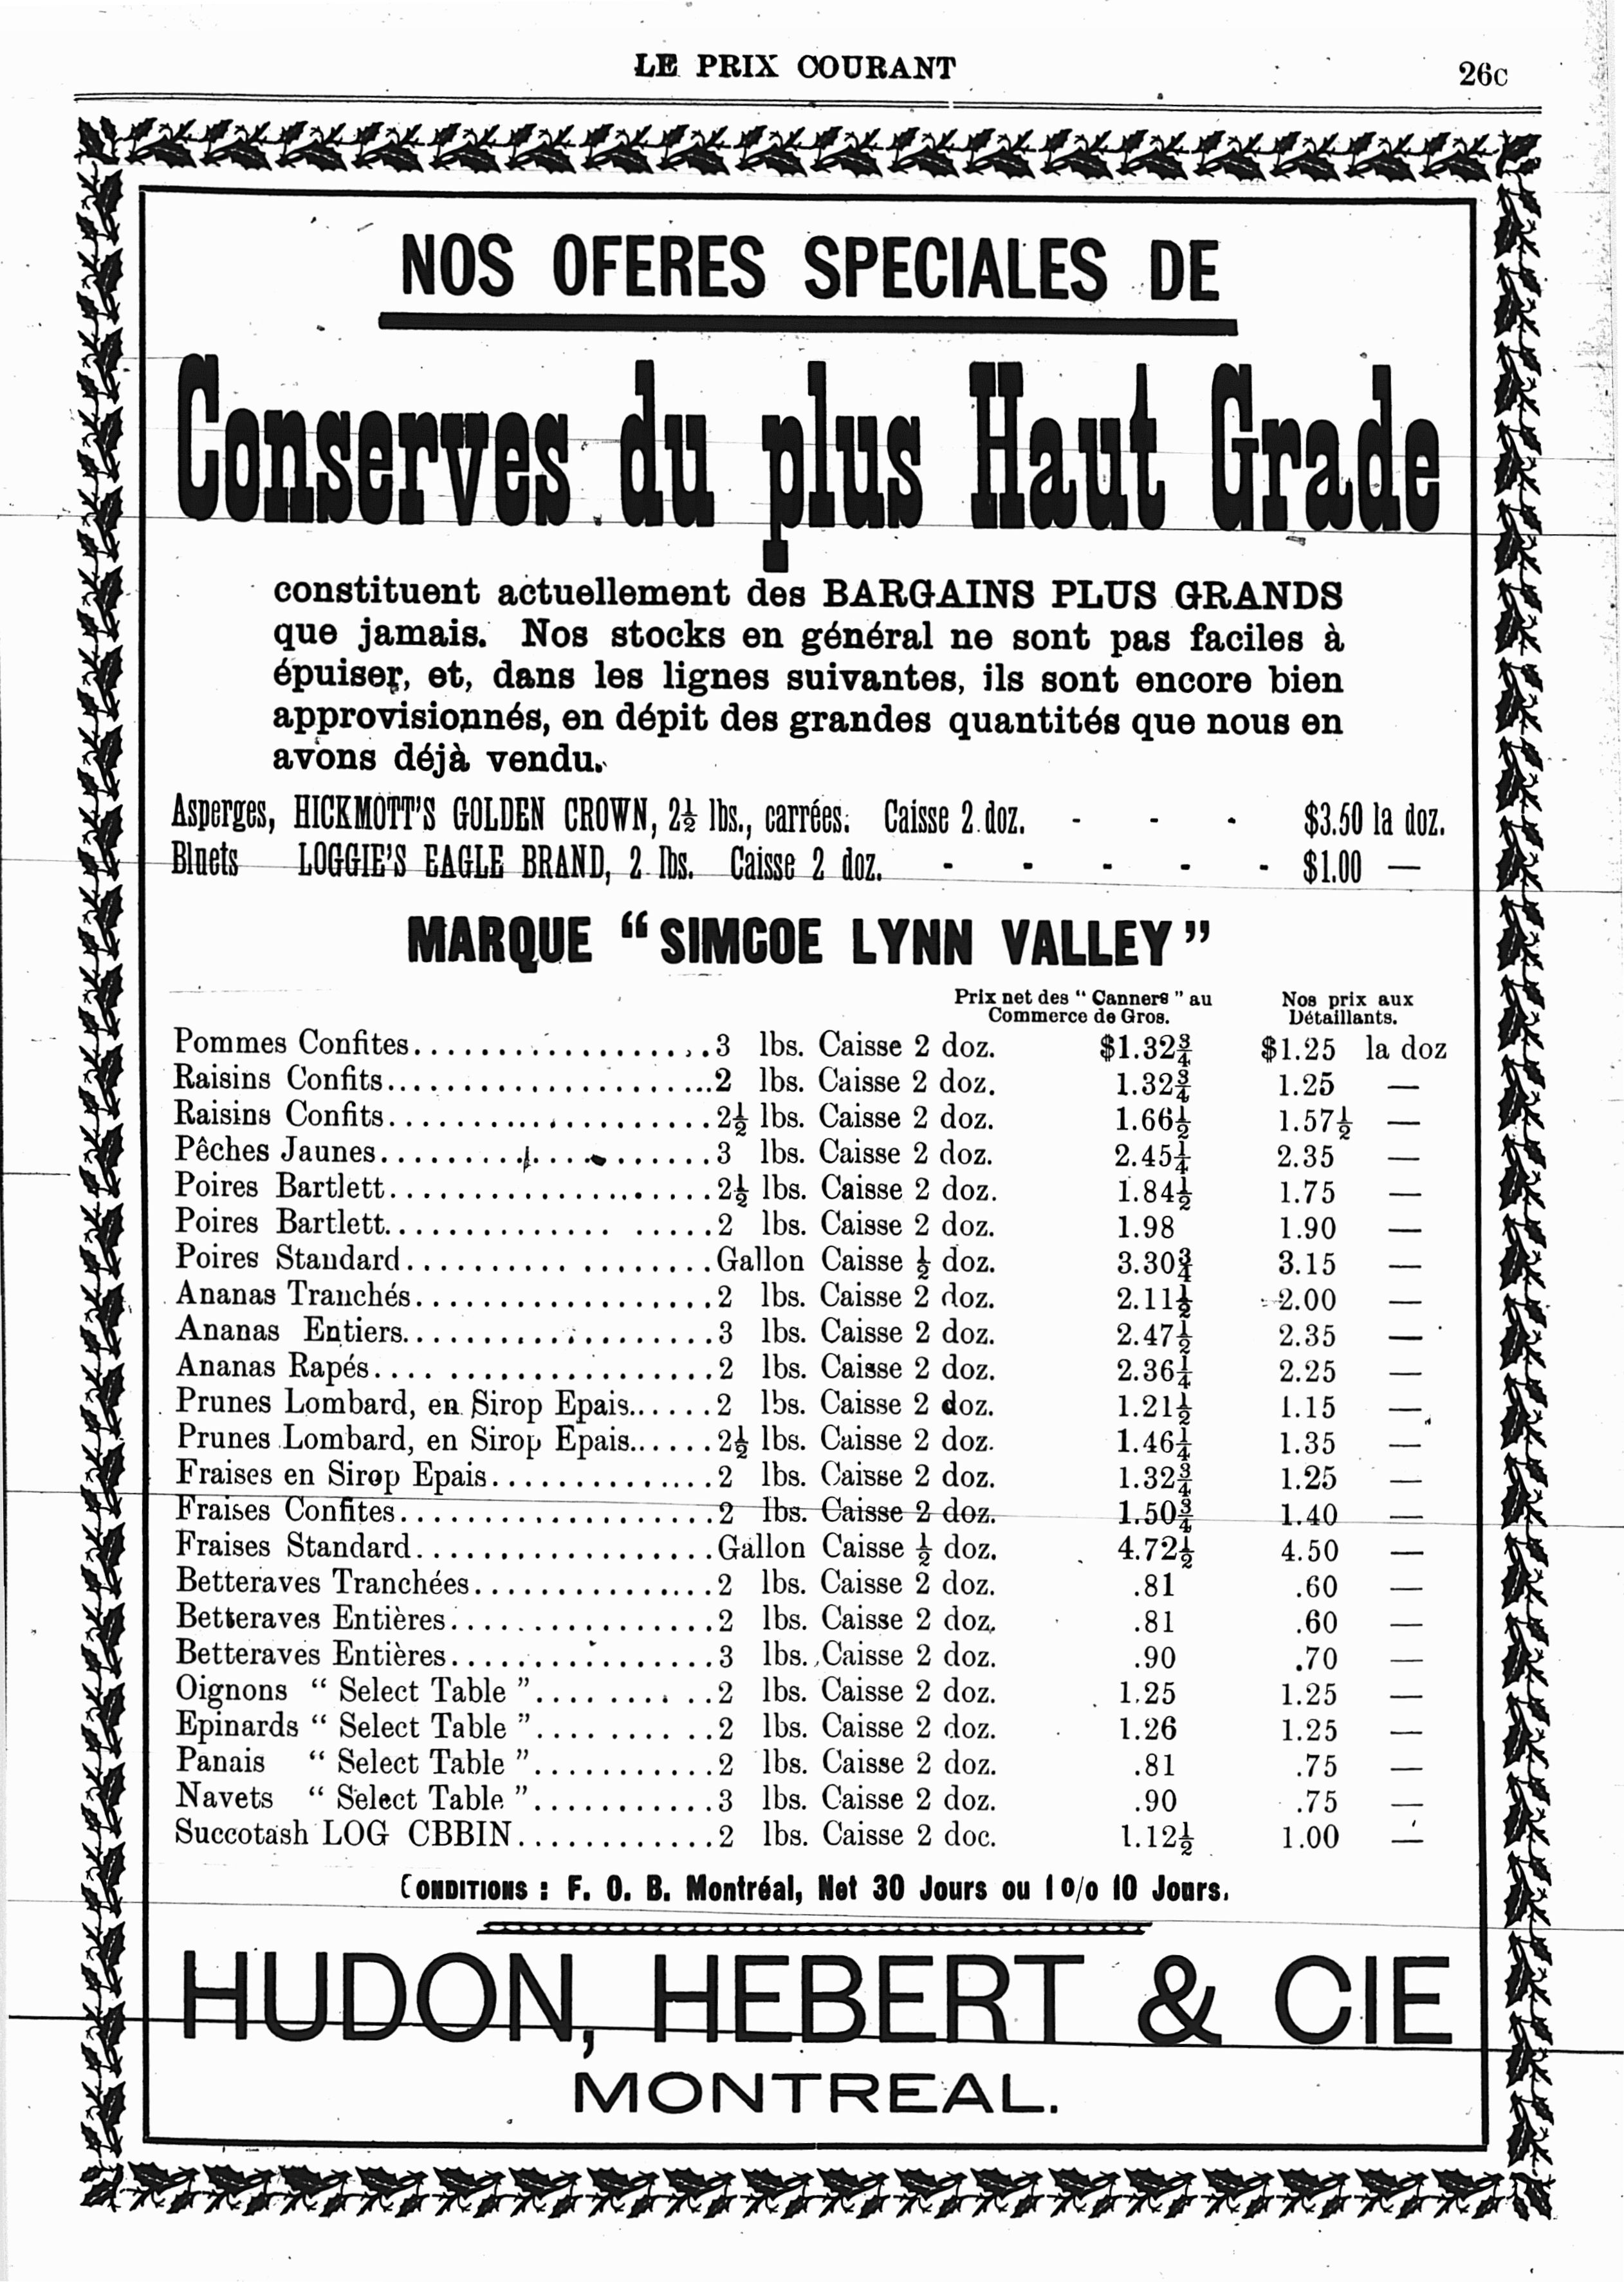 LE PRIX COURANT 26C
NOS OFERES SPECIALES DE
Conserves du plus Haut Grade
constituent actuellement des BARGAINS PLUS GRANDS
que jamais. Nos stocks en général ne sont pas faciles à
épuiser, et, dans les lignes suivantes, ils sont encore bien
approvisionnés, en dépit des grandes quantités que nous en
avons déjà vendu.
Asperges, HICKMOTT'S GOLDEN CROWN, 2½ lbs., carrées. Caisse 2 doz. - - - $3.50 la doz.
Bluets LOGGIE'S EAGLE BRAND, 2 lbs. Caisse 2 doz. - - - - - $1.00 —
MARQUE “SIMCOE LYNN VALLEY”
Prix net des “Canners” au Nos prix aux
Commerce de Gros. Détaillants.
Pommes Confites...................3 lbs. Caisse 2 doz. $1.32¾ $1.25 la doz
Raisins Confits.....................2 lbs. Caisse 2 doz. 1.32¾ 1.25 —
Raisins Confits.....................2½ lbs. Caisse 2 doz. 1.66½ 1.57½ —
Pêches Jaunes.....................3 lbs. Caisse 2 doz. 2.45¼ 2.35 —
Poires Bartlett.....................2½ lbs. Caisse 2 doz. 1.84½ 1.75 —
Poires Bartlett.............. ......2 lbs. Caisse 2 doz. 1.98 1.90 —
Poires Standard...................Gallon Caisse ½ doz. 3.30¾ 3.15 —
Ananas Tranchés...................2 lbs. Caisse 2 doz. 2.11½ 2.00 —
Ananas Entiers....................3 lbs. Caisse 2 doz. 2.47½ 2.35 —
Ananas Rapés.... .................2 lbs. Caisse 2 doz. 2.36¼ 2.25 —
Prunes Lombard, en Sirop Epais......2 lbs. Caisse 2 doz. 1.21½ 1.15 —
Prunes Lombard, en Sirop Epais......2½ lbs. Caisse 2 doz. 1.46¼ 1.35 —
Fraises en Sirop Epais..............2 lbs. Caisse 2 doz. 1.32¾ 1.25 —
Fraises Confites...................2 lbs. Caisse 2 doz. 1.50¾ 1.40 —
Fraises Standard..................Gallon Caisse ½ doz. 4.72½ 4.50 —
Betteraves Tranchées...............2 lbs. Caisse 2 doz. .81 .60 —
Betteraves Entières................2 lbs. Caisse 2 doz. .81 .60 —
Betteraves Entières................3 lbs. Caisse 2 doz. .90 .70 —
Oignons “ Select Table ”........ ..2 lbs. Caisse 2 doz. 1.25 1.25 —
Epinards “ Select Table ”......... ..2 lbs. Caisse 2 doz. 1.26 1.25 —
Panais “ Select Table ”...........2 lbs. Caisse 2 doz. .81 .75 —
Navets “ Select Table ”...........3 lbs. Caisse 2 doz. .90 .75 —
Succotash LOG CBBIN............2 lbs. Caisse 2 doc. 1.12½ 1.00 —
CONDITIONS : F. O. B. Montréal, Net 30 Jours ou 1 o/o 10 Jours.
HUDON, HEBERT & CIE
MONTREAL.